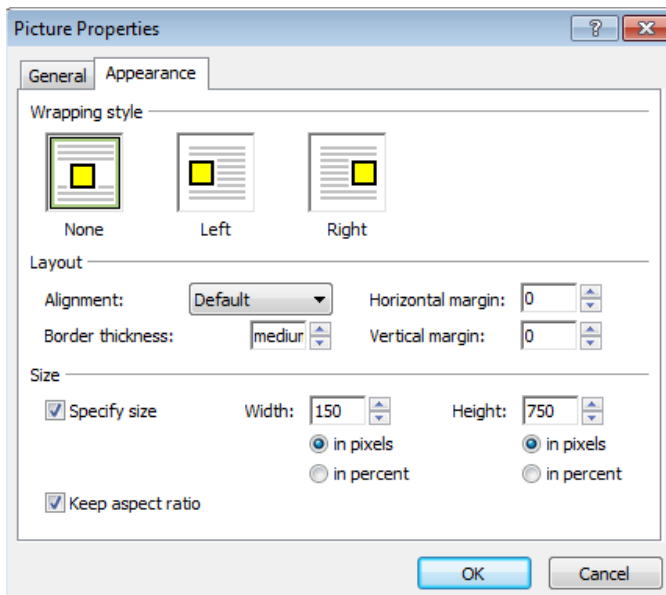 Picture Properties
General Appearance
Wrapping style
None Left Right
Layout
Alignment: Default Horizontal margin: 0
Border thickness: mediur Vertical margin: 0
Size
Specify size Width: 150 Height: 750
in pixels in pixels
in percent in percent
Keep aspect ratio
OK Cancel